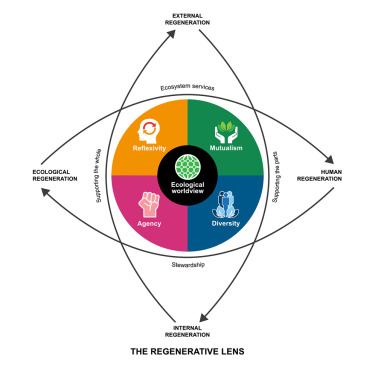 EXTERNAL
REGENERATION
Ecosystem services
Reflexivity
Mutualism
Supporting the whole
ECOLOGICAL
REGENERATION
Ecological
worldview
Supporting the parts
HUMAN
REGENERATION
Agency
Diversity
Stewardship
INTERNAL
REGENERATION
THE REGENERATIVE LENS